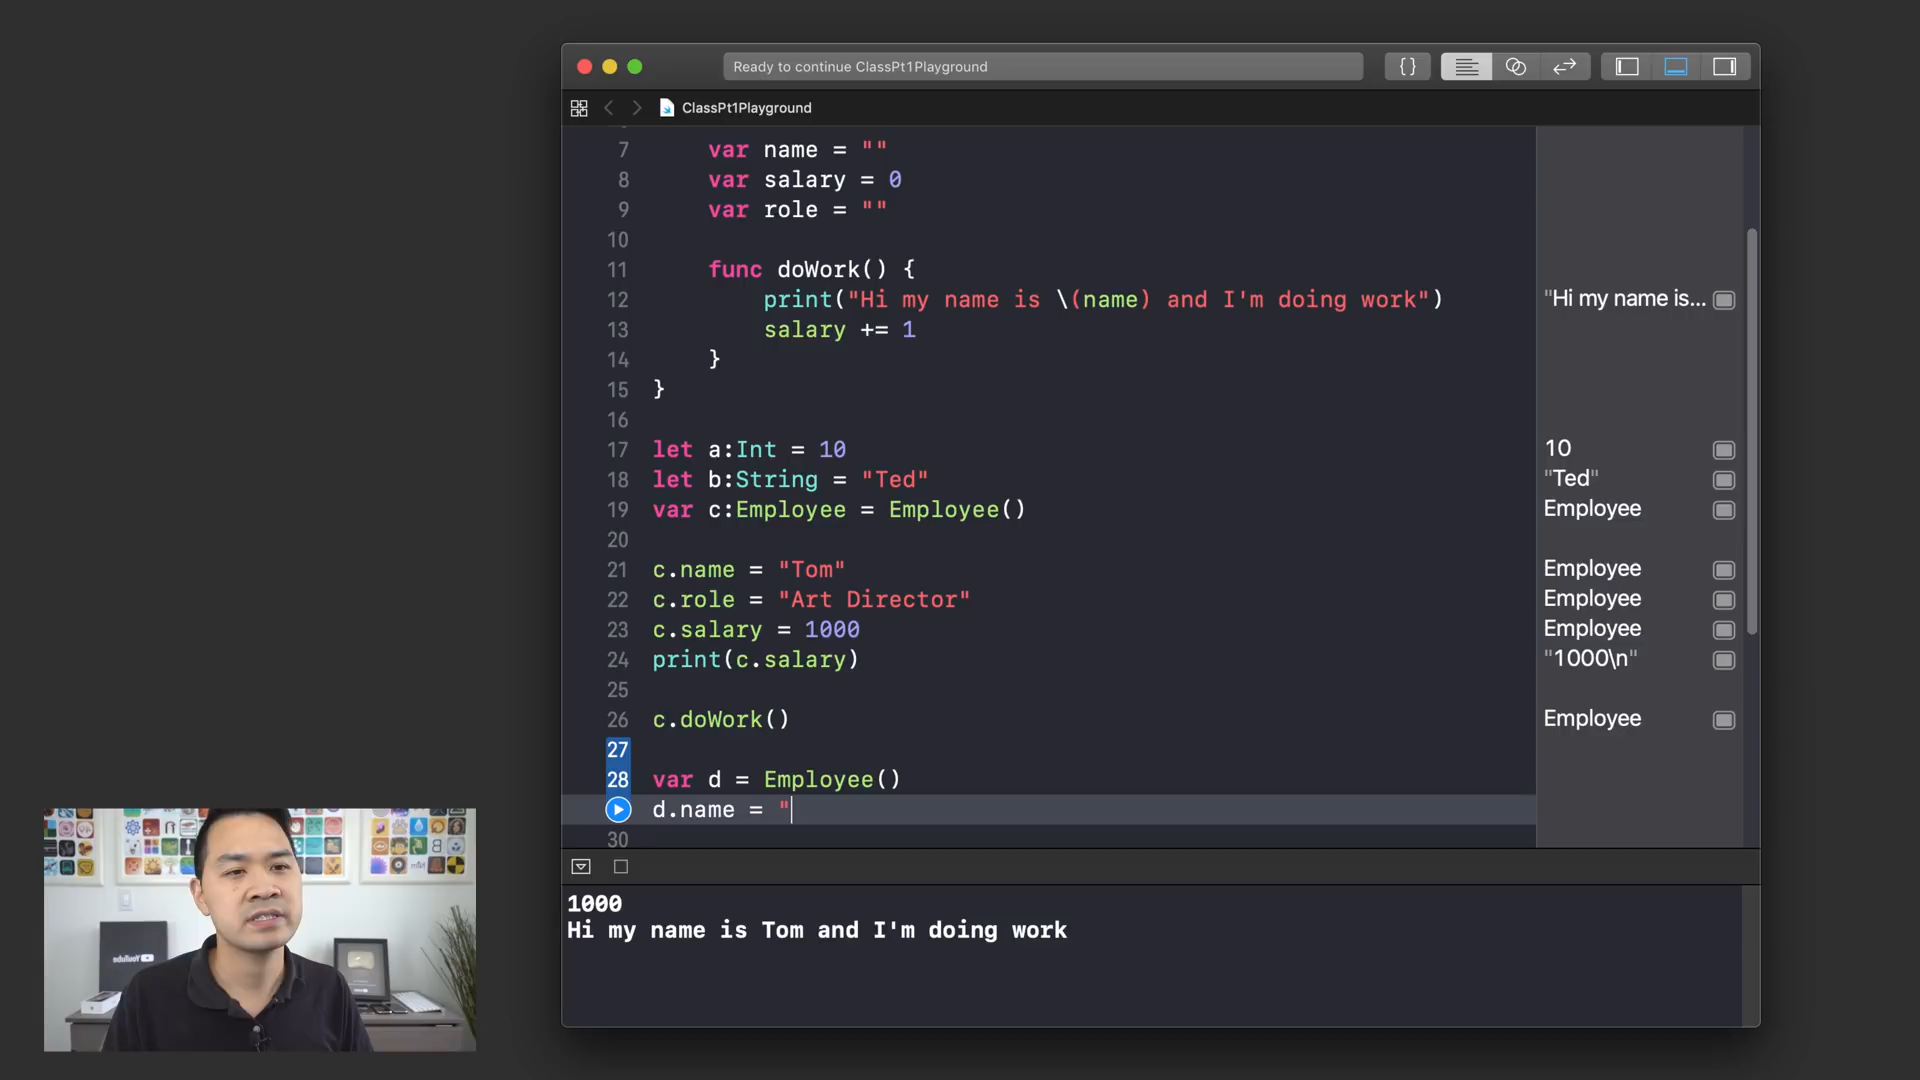 Ready to continue ClassPt1Playground
{}
ClassPt1Playground
7 var name = ""
8 var salary = 0
9 var role = ""
10
11 func doWork() {
12 print("Hi my name is \(name) and I'm doing work") "Hi my name is...
13 salary += 1
14 }
15 }
16
17 let a:Int = 10 10
18 let b:String = "Ted" "Ted"
19 var c:Employee = Employee() Employee
20
21 c.name = "Tom" Employee
22 c.role = "Art Director" Employee
23 c.salary = 1000 Employee
24 print(c.salary) "1000\n"
25
26 c.doWork() Employee
27
28 var d = Employee()
d.name = "
30
1000
Hi my name is Tom and I'm doing work
YouTube